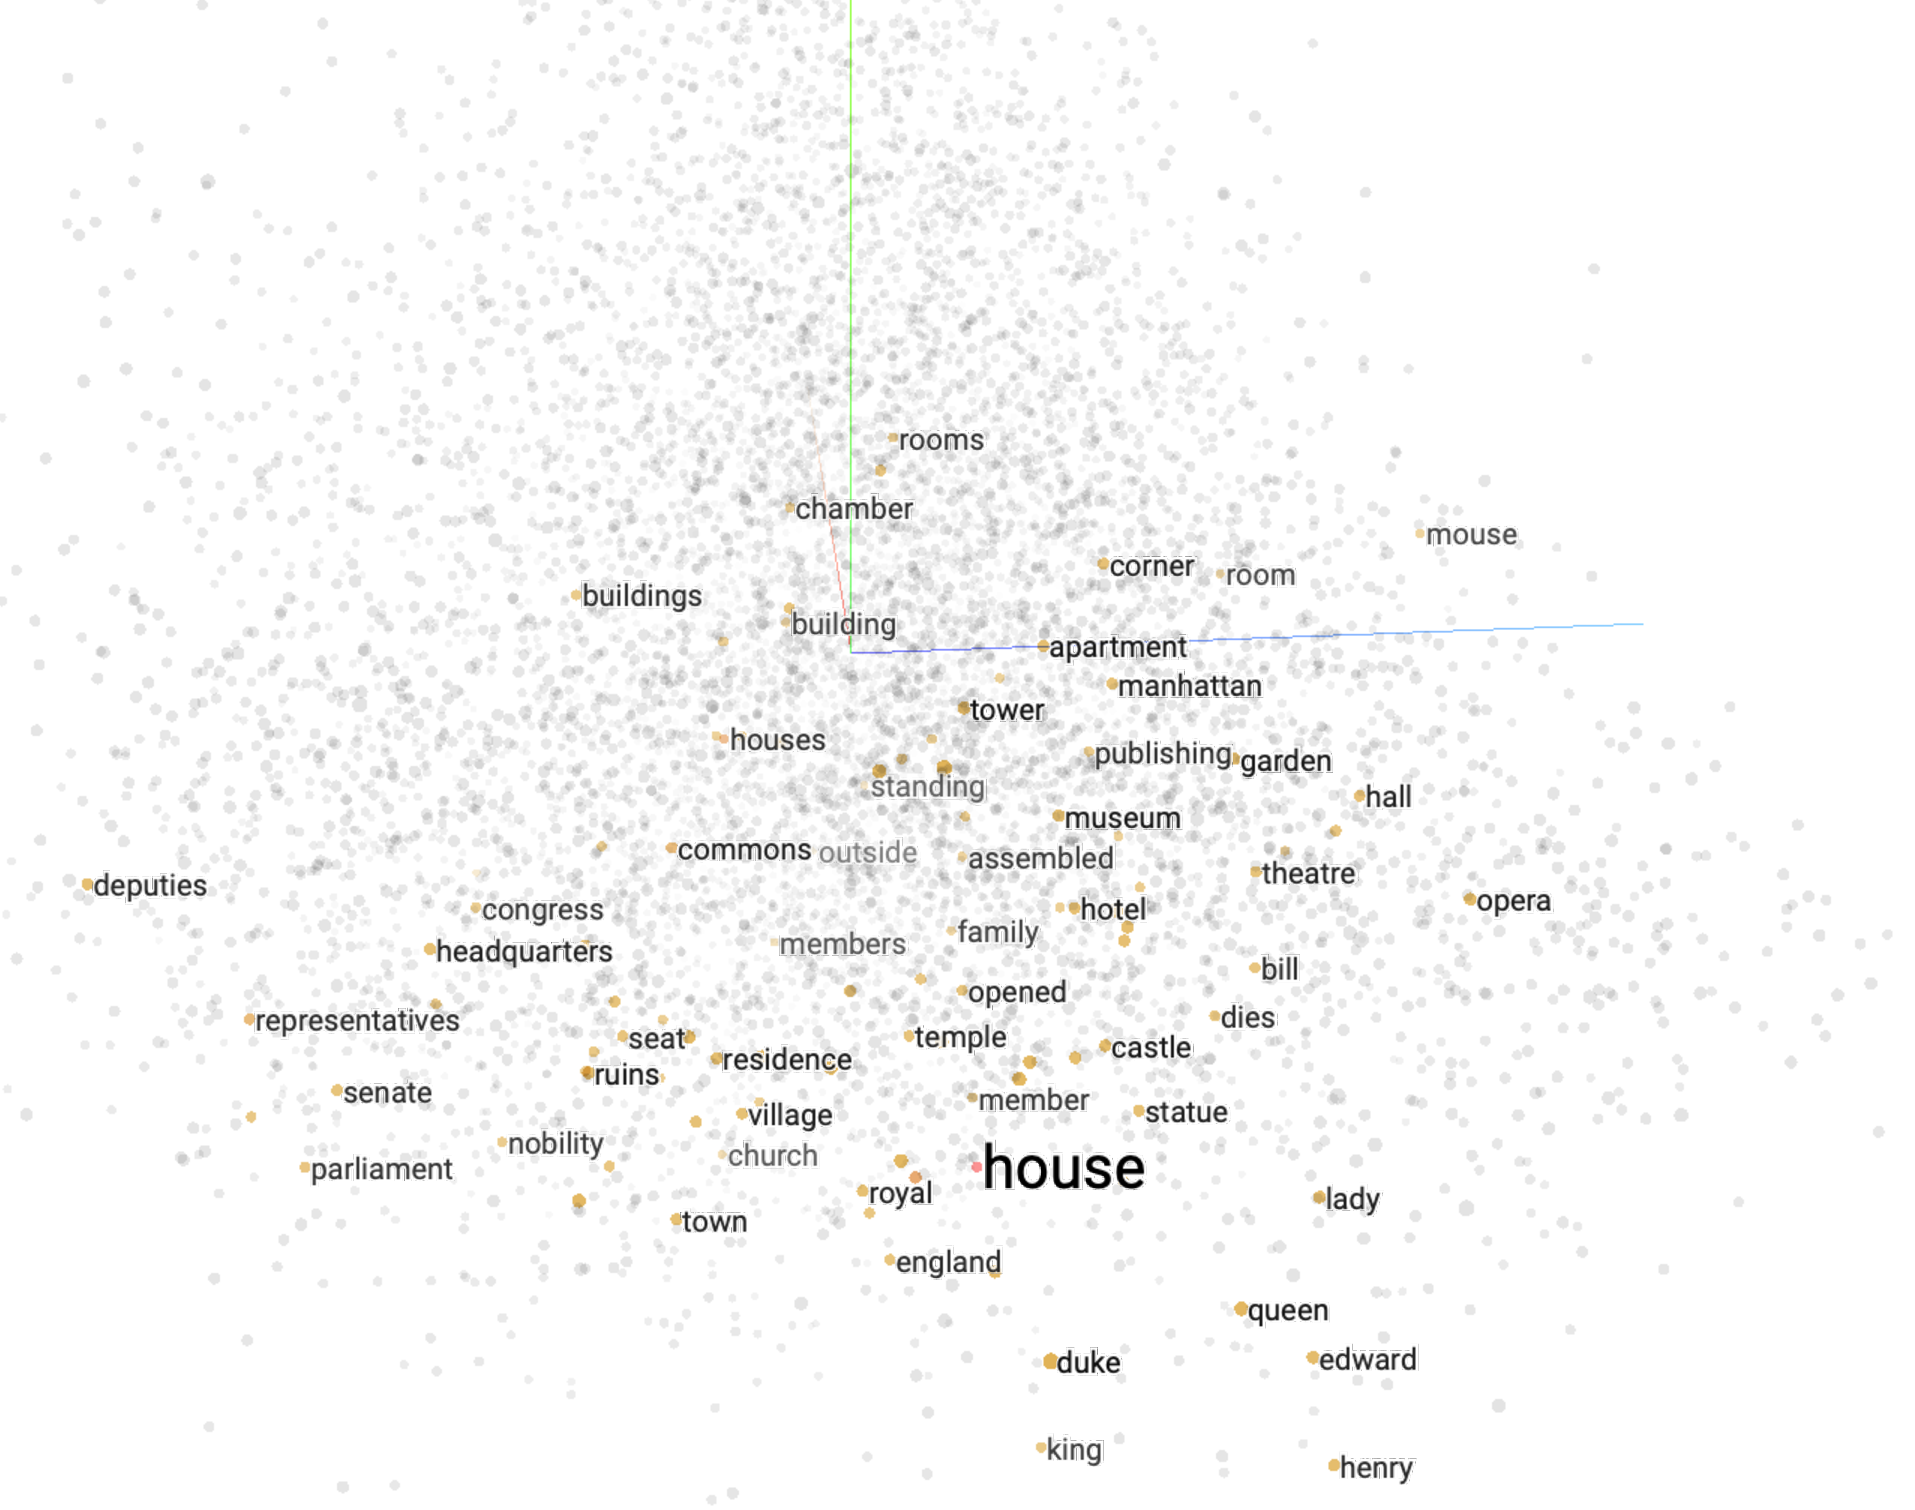 rooms
chamber
mouse
corner
room
buildings
building
apartment
manhattan
tower
houses
publishing
garden
standing
hall
museum
commons
outside
assembled
theatre
deputies
opera
congress
hotel
family
members
headquarters
bill
opened
dies
representatives
seat
temple
castle
residence
ruins
senate
member
statue
village
nobility
church
parliament
house
royal
lady
town
england
queen
duke
edward
king
henry